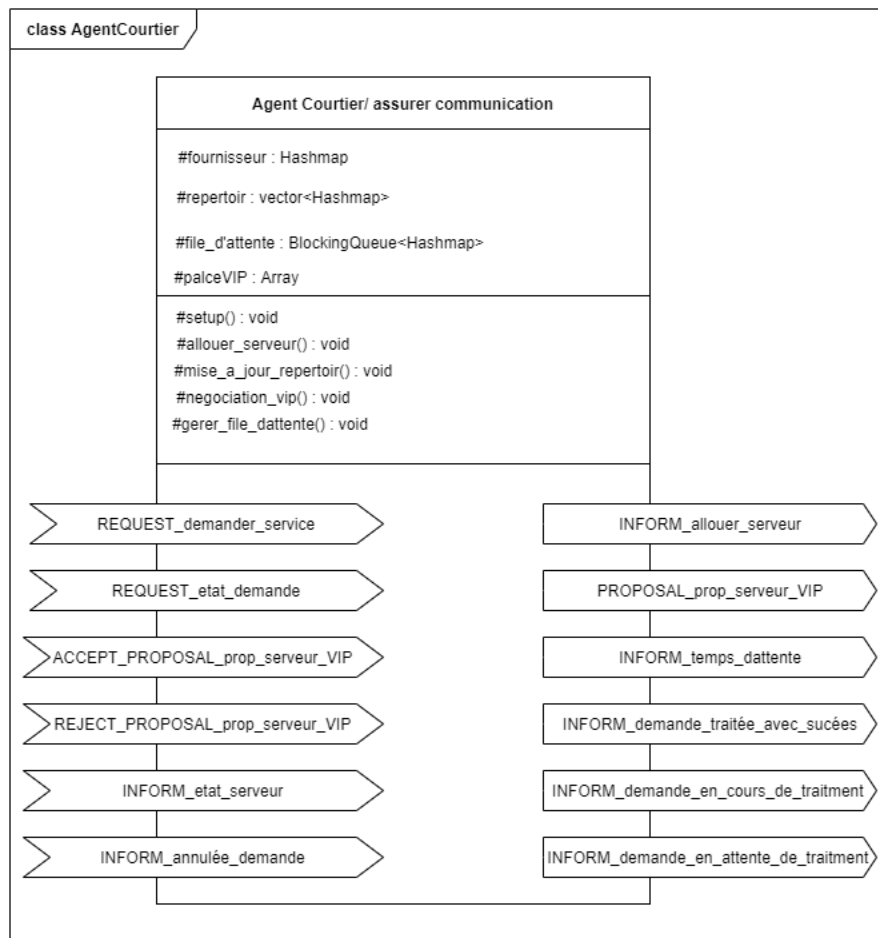 class AgentCourtier
Agent Courtier/ assurer communication
#fournisseur : Hashmap
#repertoir : vector<Hashmap>
#file_d'attente : BlockingQueue<Hashmap>
#palceVIP : Array
#setup() : void
#allouer_serveur() : void
#mise_a_jour_repertoir() : void
#negociation_vip() : void
#gerer_file_dattente() : void
REQUEST_demander_service
INFORM_allouer_serveur
REQUEST_etat_demande
PROPOSAL_prop_serveur_VIP
ACCEPT_PROPOSAL_prop_serveur_VIP
INFORM_temps_dattente
REJECT_PROPOSAL_prop_serveur_VIP
INFORM_demande_traitée_avec_sucées
INFORM_etat_serveur
INFORM_demande_en_cours_de_traitment
INFORM_annulée_demande
INFORM_demande_en_attente_de_traitment